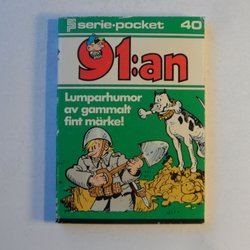 serie-pocket 40
91:an
Lumparhumor
av gammalt
fint märke!